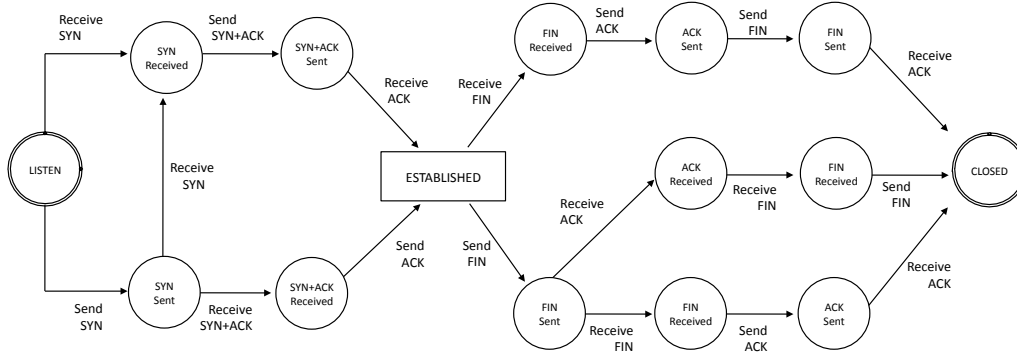 Receive
SYN
Send
SYN+ACK
Send
ACK
Send
FIN
SYN
Received
SYN+ACK
Sent
FIN
Received
ACK
Sent
FIN
Sent
Receive
ACK
Receive
FIN
Receive
ACK
LISTEN
Receive
SYN
ESTABLISHED
ACK
Received
FIN
Received
CLOSED
Receive
FIN
Send
FIN
Receive
ACK
Send
ACK
Send
FIN
Receive
ACK
SYN
Sent
SYN+ACK
Received
FIN
Sent
FIN
Received
ACK
Sent
Send
SYN
Receive
SYN+ACK
Receive
FIN
Send
ACK